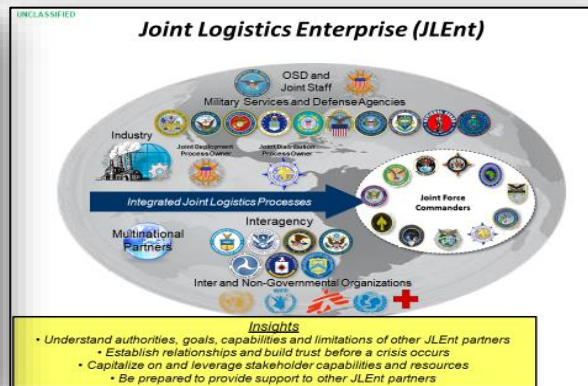 UNCLASSIFIED
Joint Logistics Enterprise (JLEnt)
OSD and
Joint Staff
Military Services and Defense Agencies
Industry
Joint Deployment
Process Owner
Joint Distribution
Process Owner
Integrated Joint Logistics Processes
Joint Force
Commanders
Interagency
Multinational
Partners
Inter and Non-Governmental Organizations
WFP
Insights
• Understand authorities, goals, capabilities and limitations of other JLEnt partners
• Establish relationships and build trust before a crisis occurs
• Capitalize on and leverage stakeholder capabilities and resources
• Be prepared to provide support to other JLEnt partners